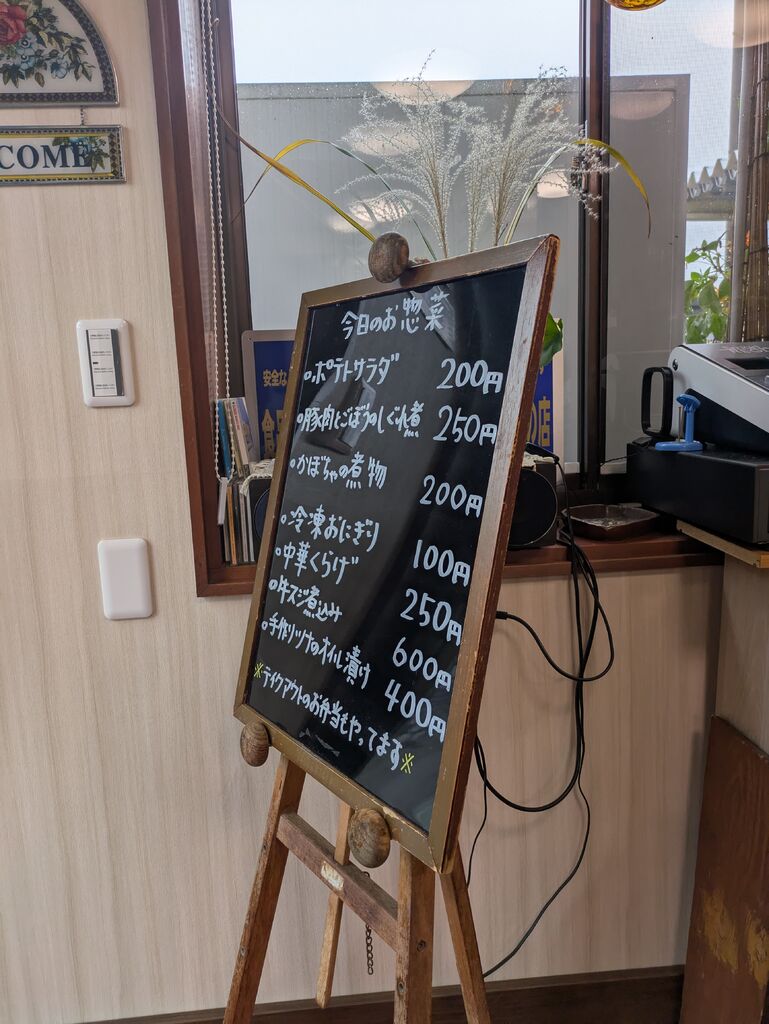 COME
今日のお惣菜
○ポテトサラダ 200円
○豚肉とごぼうのしぐれ煮 250円
○かぼちゃの煮物 200円
○冷凍おにぎり 100円
○中華くらげ 250円
○牛スジ煮込み 600円
○手作りツナのオイル漬け 400円
※テイクアウトのお弁当もやってます※
安全な
の店